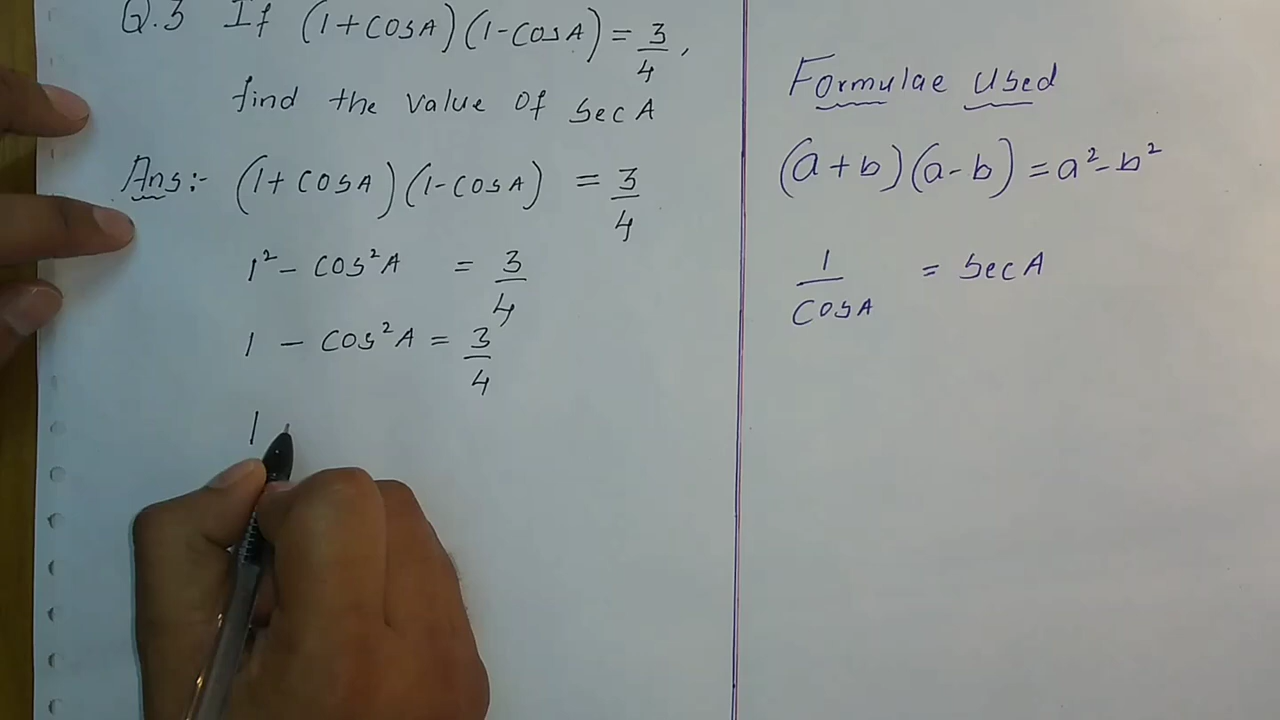 Q.3 If (1+cosA)(1-cosA)=3/4,
find the value of secA
Ans:- (1+cosA)(1-cosA) = 3/4
1²- cos²A = 3/4
1 - cos²A = 3/4
1
Formulae Used
(a+b)(a-b)=a²-b²
1/cosA = secA